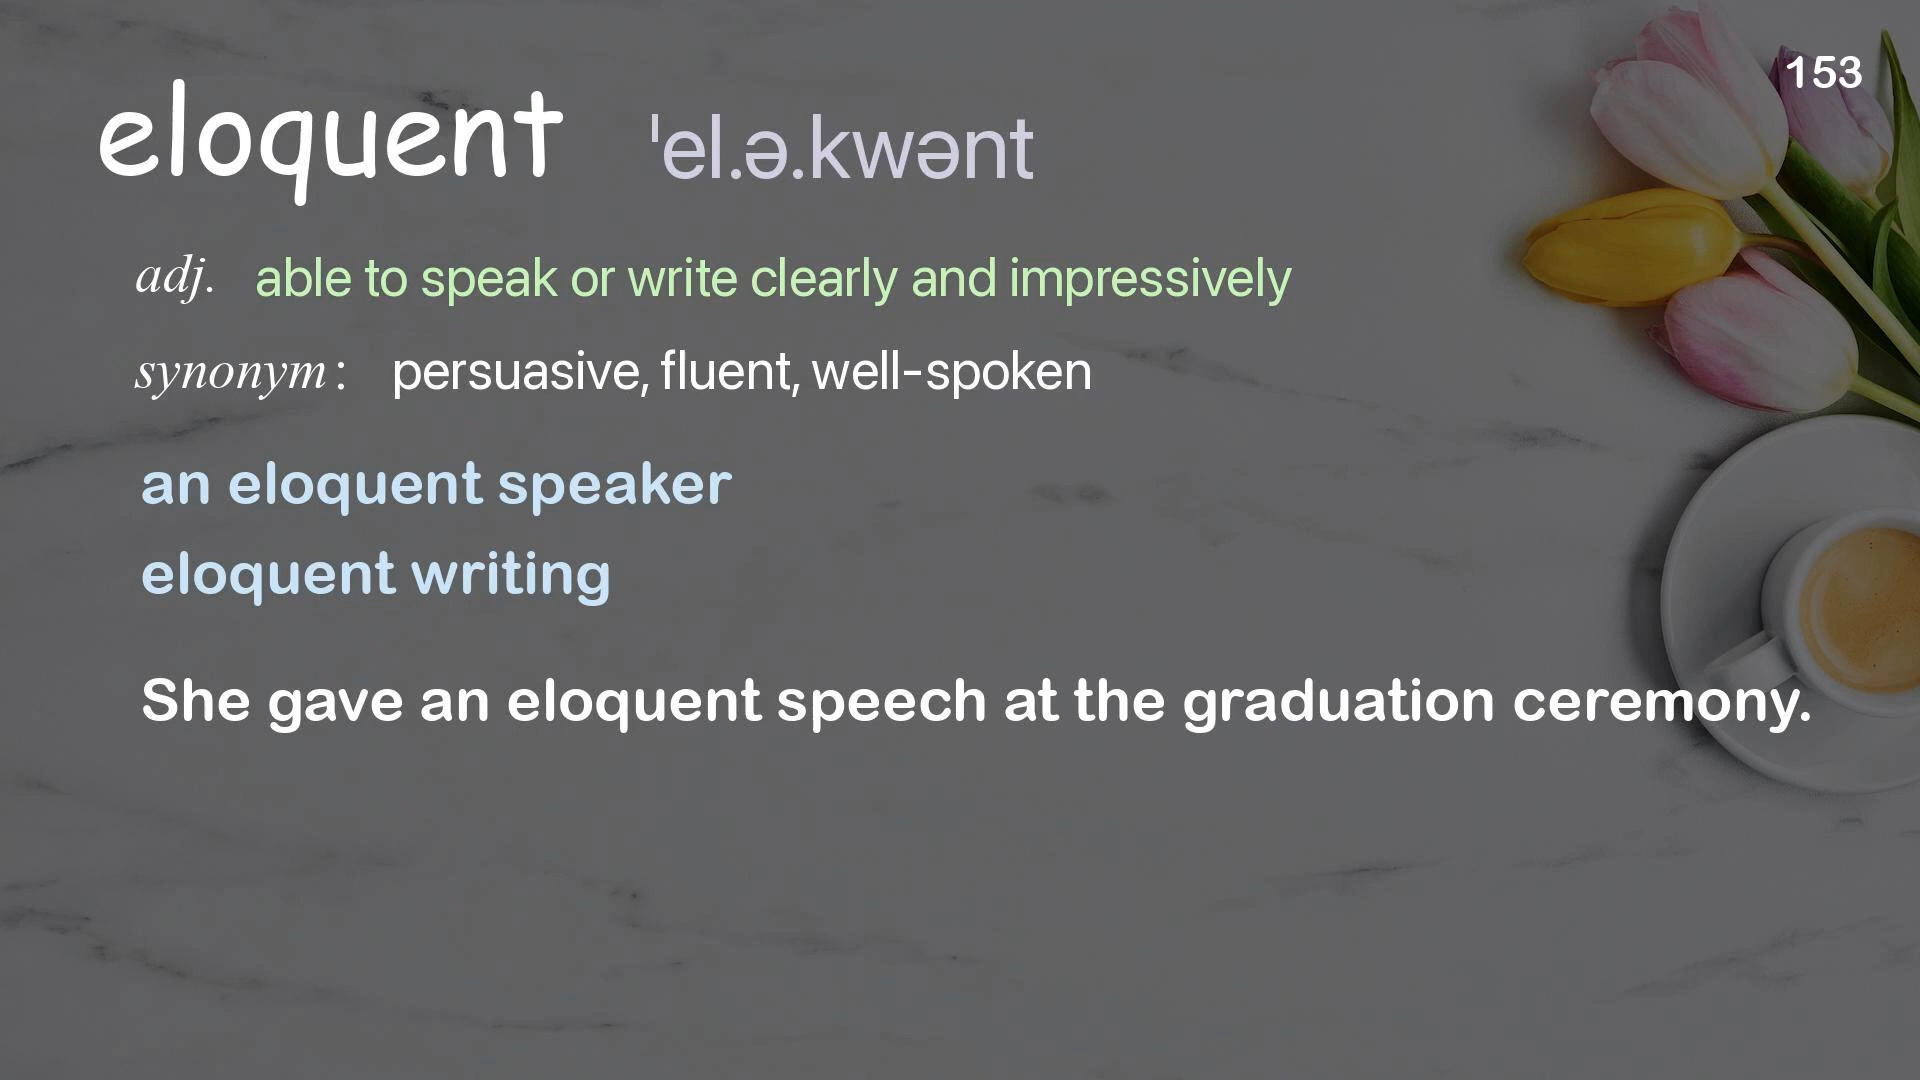 153
eloquent ˈel.ə.kwənt
adj. able to speak or write clearly and impressively
synonym : persuasive, fluent, well-spoken
an eloquent speaker
eloquent writing
She gave an eloquent speech at the graduation ceremony.